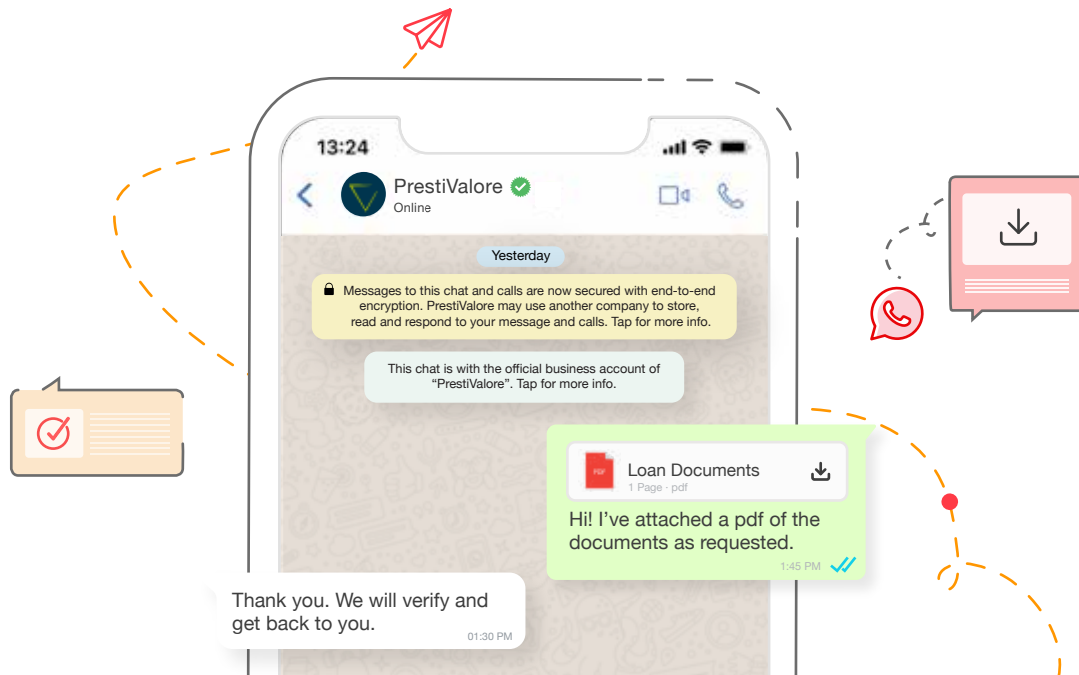 13:24
PrestiValore
Online
Yesterday
Messages to this chat and calls are now secured with end-to-end
encryption. PrestiValore may use another company to store,
read and respond to your message and calls. Tap for more info.
This chat is with the official business account of
“PrestiValore”. Tap for more info.
PDF
Loan Documents
1 Page - pdf
Hi! I’ve attached a pdf of the
documents as requested.
1:45 PM
Thank you. We will verify and
get back to you.
01:30 PM